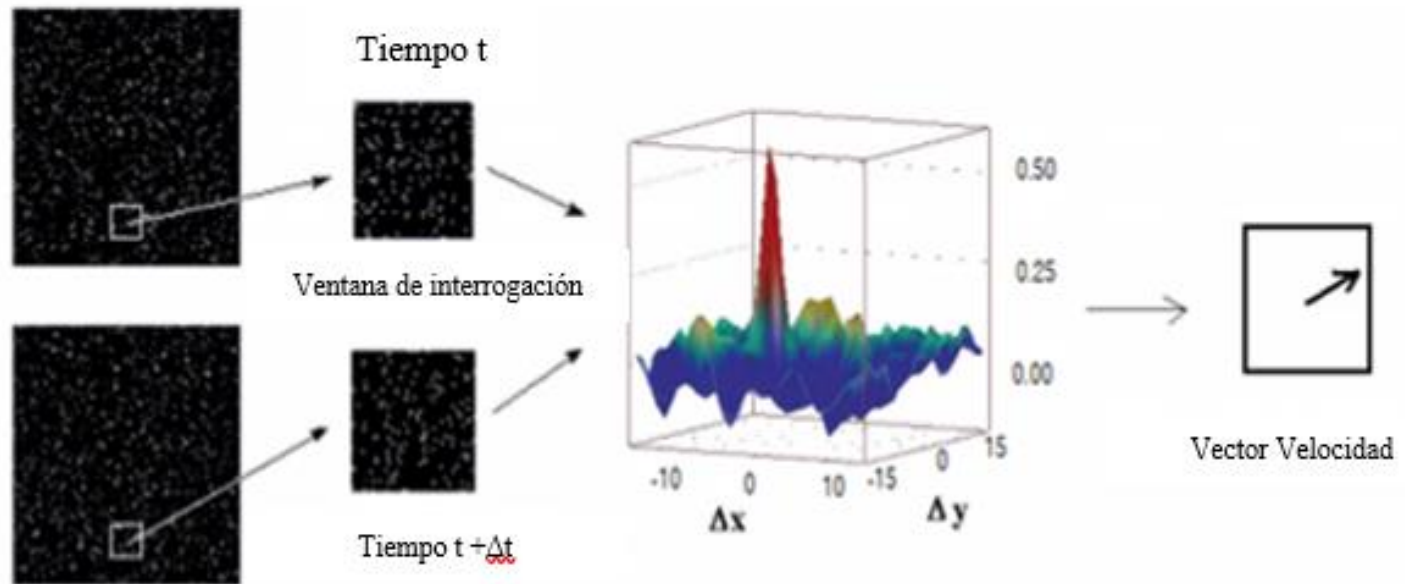 Tiempo t
Ventana de interrogación
Tiempo t +Δt
0.50
0.25
0.00
-10 0 10
Δx
-15 0 15
Δy
Vector Velocidad